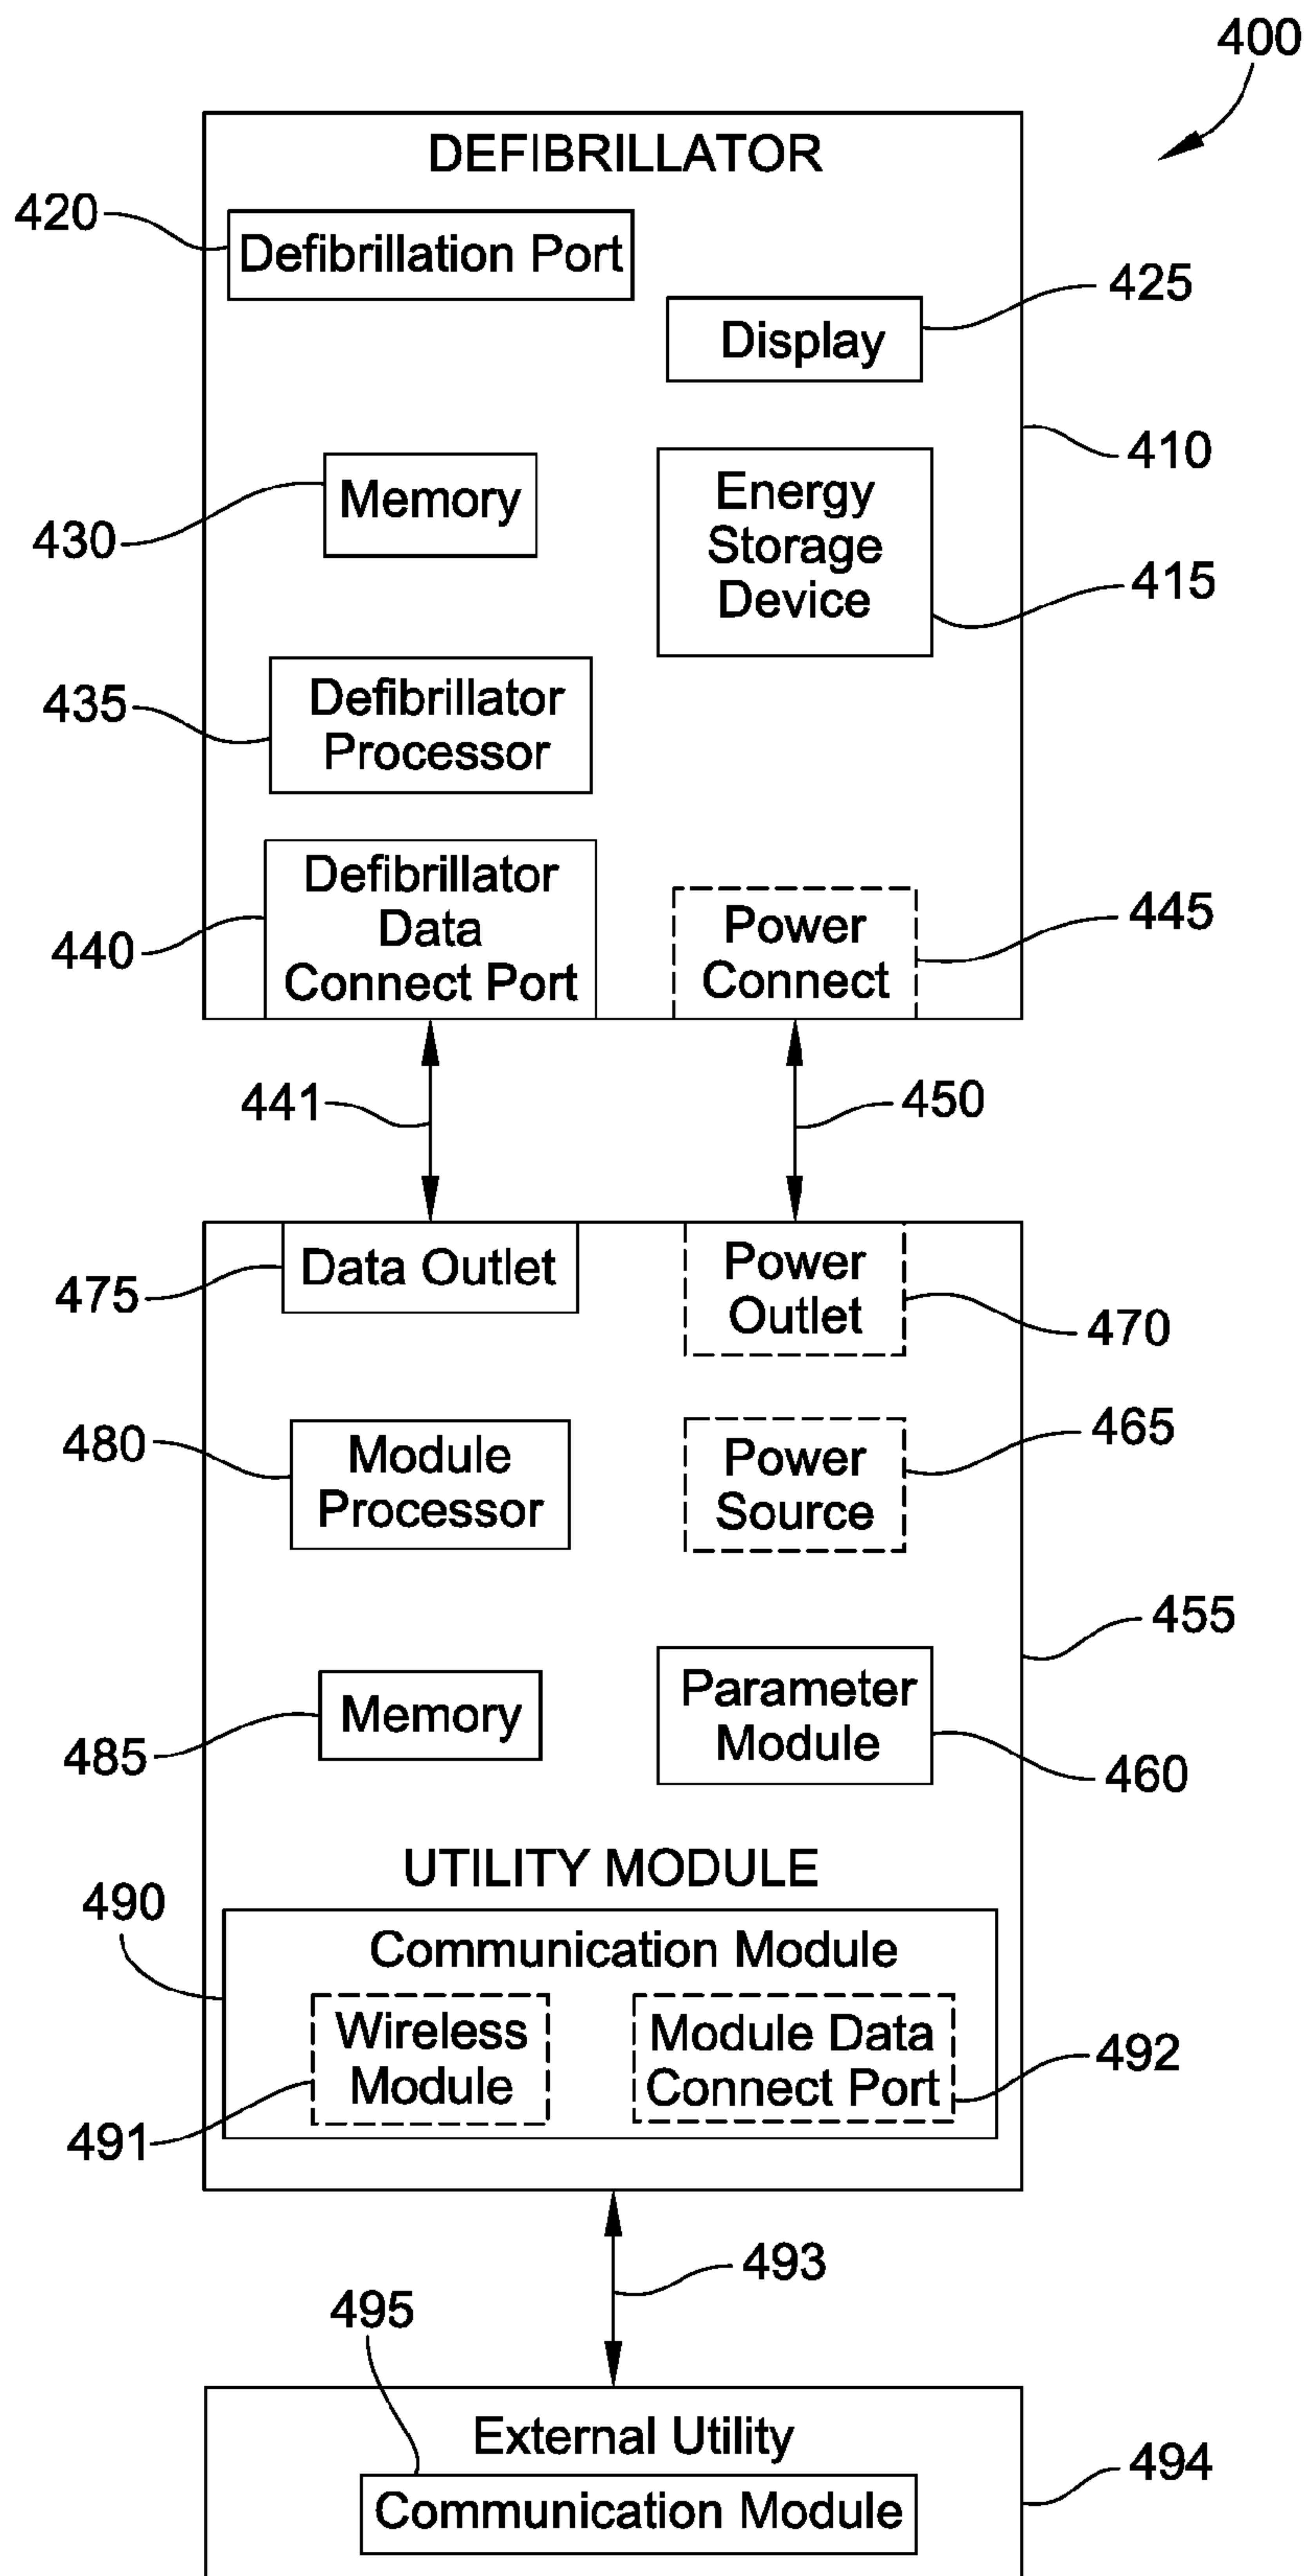 400
DEFIBRILLATOR
420
Defibrillation Port
425
Display
410
430
Memory
Energy
Storage
Device
415
435
Defibrillator
Processor
440
Defibrillator
Data
Connect Port
Power
Connect
445
441
450
475
Data Outlet
Power
Outlet
470
480
Module
Processor
Power
Source
465
455
485
Memory
Parameter
Module
460
UTILITY MODULE
490
Communication Module
Wireless
Module
491
Module Data
Connect Port
492
493
495
External Utility
494
Communication Module